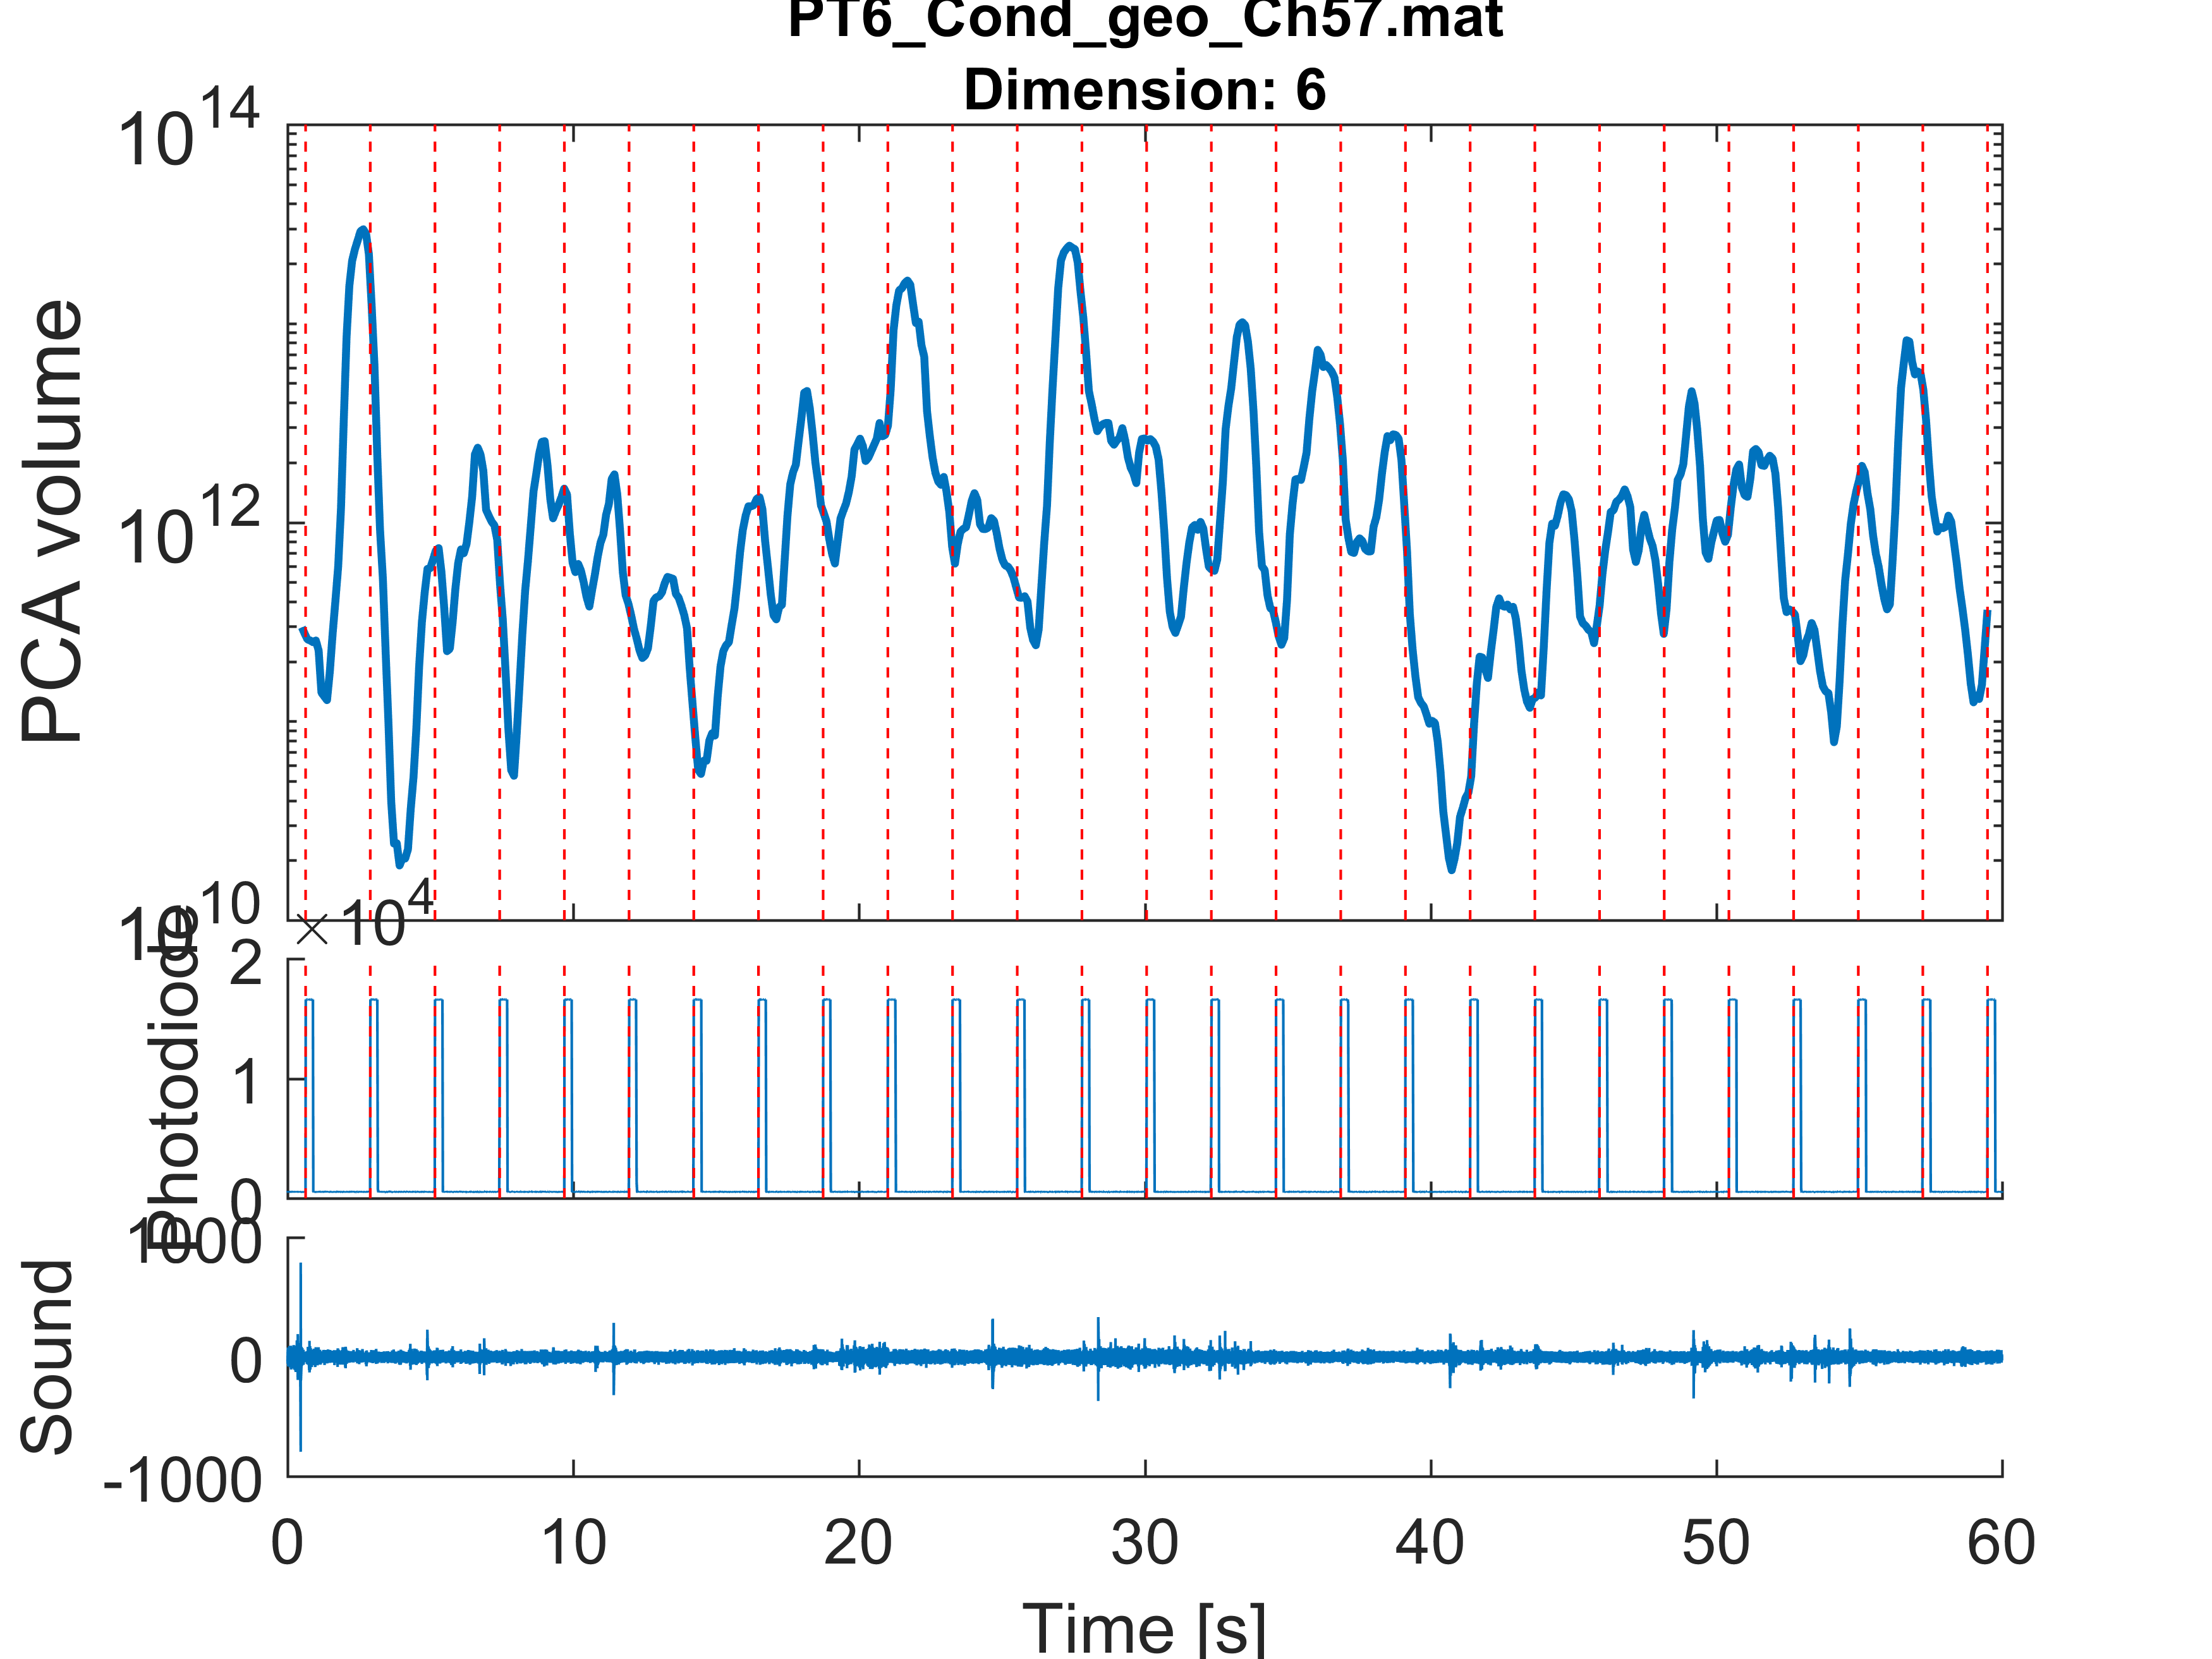 PT6_Cond_geo_Ch57.mat
Dimension: 6
10^14
10^12
10^10
PCA volume
×10^4
2
1
0
Photodiode
1000
0
-1000
Sound
0 10 20 30 40 50 60
Time [s]